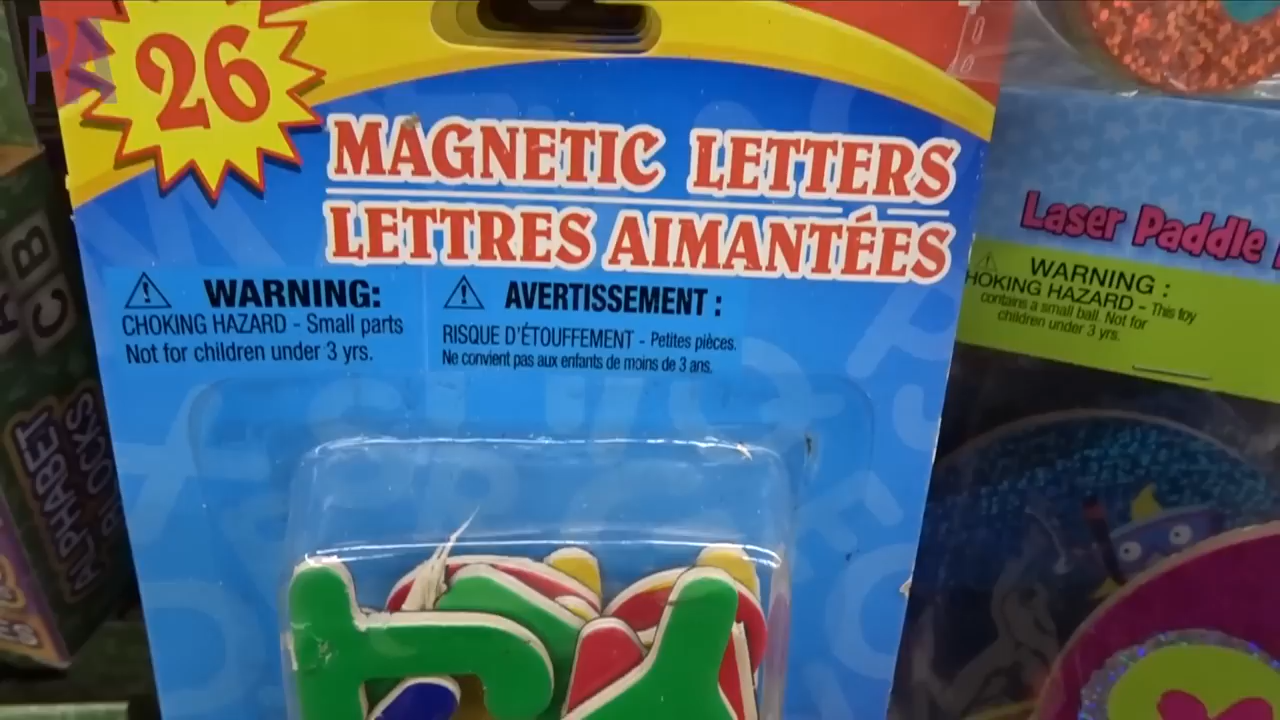 PA
26
MAGNETIC LETTERS
LETTRES AIMANTÉES
WARNING:
CHOKING HAZARD - Small parts
Not for children under 3 yrs.
AVERTISSEMENT :
RISQUE D'ÉTOUFFEMENT - Petites pièces.
Ne convient pas aux enfants de moins de 3 ans.
Laser Paddle
WARNING :
HOKING HAZARD - This toy
contains a small ball. Not for
children under 3 yrs.
CB
ALPHABET
BLOCKS